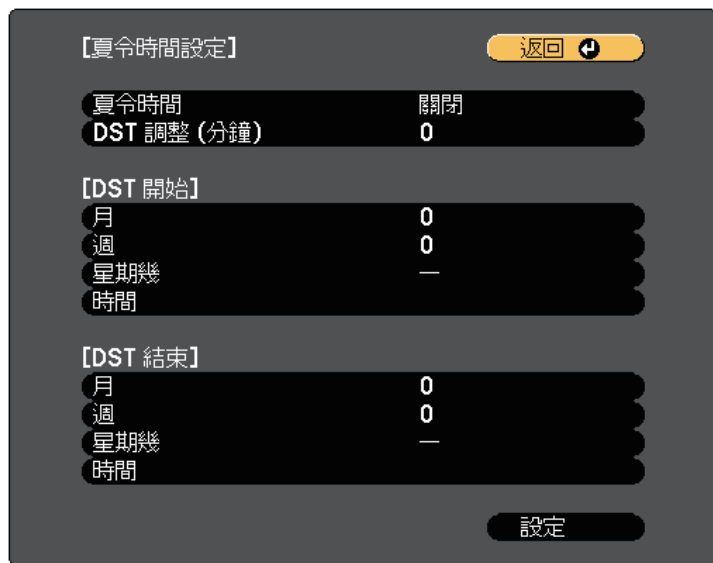 [夏令時間設定] 返回
夏令時間 關閉
DST 調整 (分鐘) 0
[DST 開始]
月 0
週 0
星期幾 —
時間
[DST 結束]
月 0
週 0
星期幾 —
時間
設定